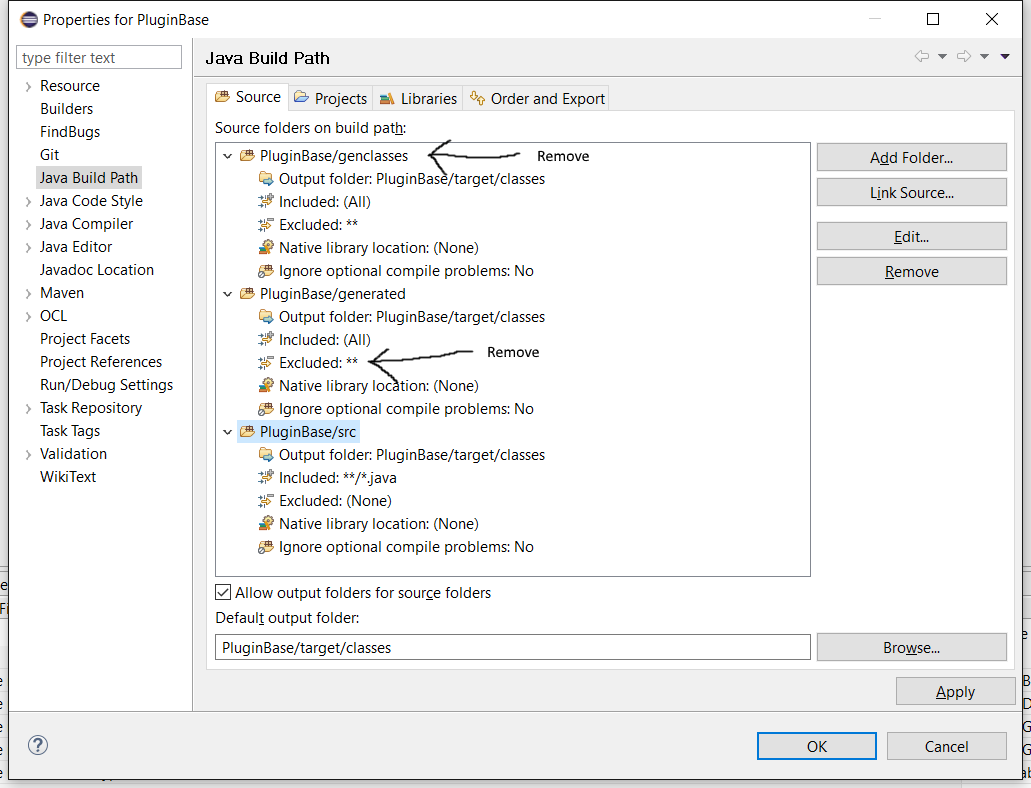 Properties for PluginBase
type filter text
Resource
Builders
FindBugs
Git
Java Build Path
Java Code Style
Java Compiler
Java Editor
Javadoc Location
Maven
OCL
Project Facets
Project References
Run/Debug Settings
Task Repository
Task Tags
Validation
WikiText
Java Build Path
Source Projects Libraries Order and Export
Source folders on build path:
PluginBase/genclasses Remove
Output folder: PluginBase/target/classes
Included: (All)
Excluded: **
Native library location: (None)
Ignore optional compile problems: No
PluginBase/generated
Output folder: PluginBase/target/classes
Included: (All)
Excluded: ** Remove
Native library location: (None)
Ignore optional compile problems: No
PluginBase/src
Output folder: PluginBase/target/classes
Included: **/*.java
Excluded: (None)
Native library location: (None)
Ignore optional compile problems: No
Add Folder...
Link Source...
Edit...
Remove
Allow output folders for source folders
Default output folder:
PluginBase/target/classes
Browse...
Apply
OK
Cancel